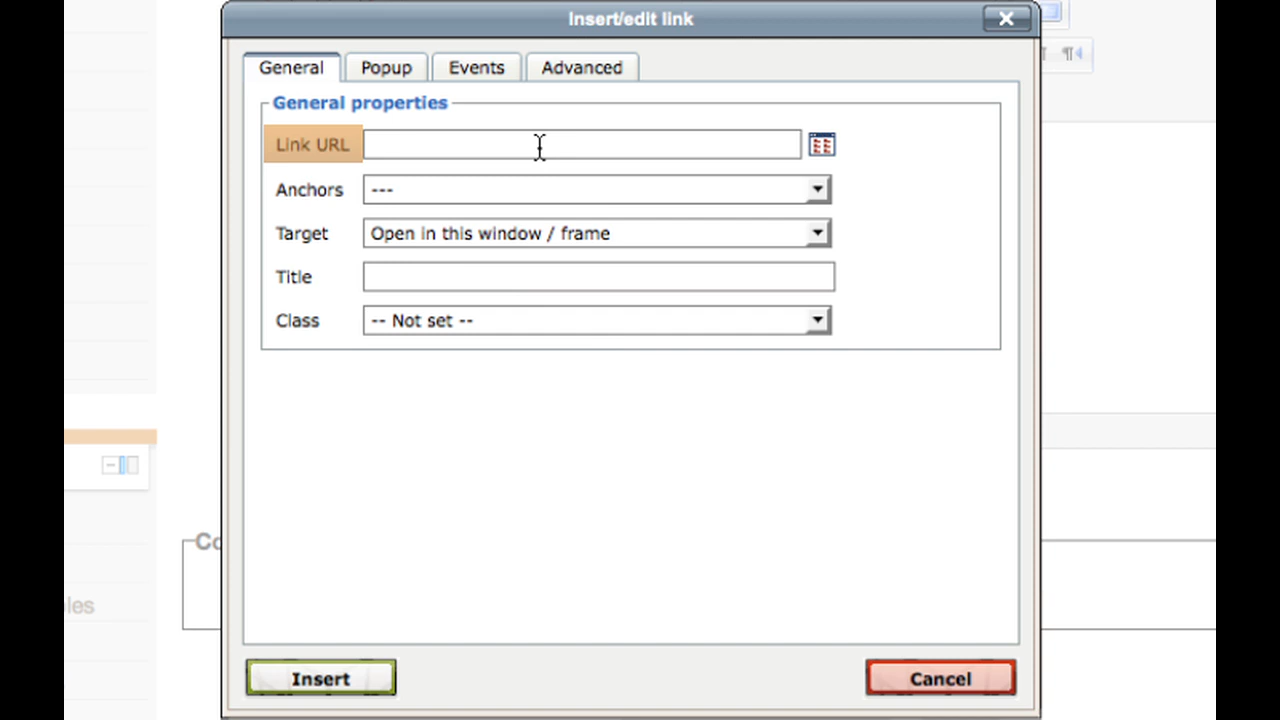 Insert/edit link
General Popup Events Advanced
General properties
Link URL
Anchors ---
Target Open in this window / frame
Title
Class -- Not set --
Insert Cancel